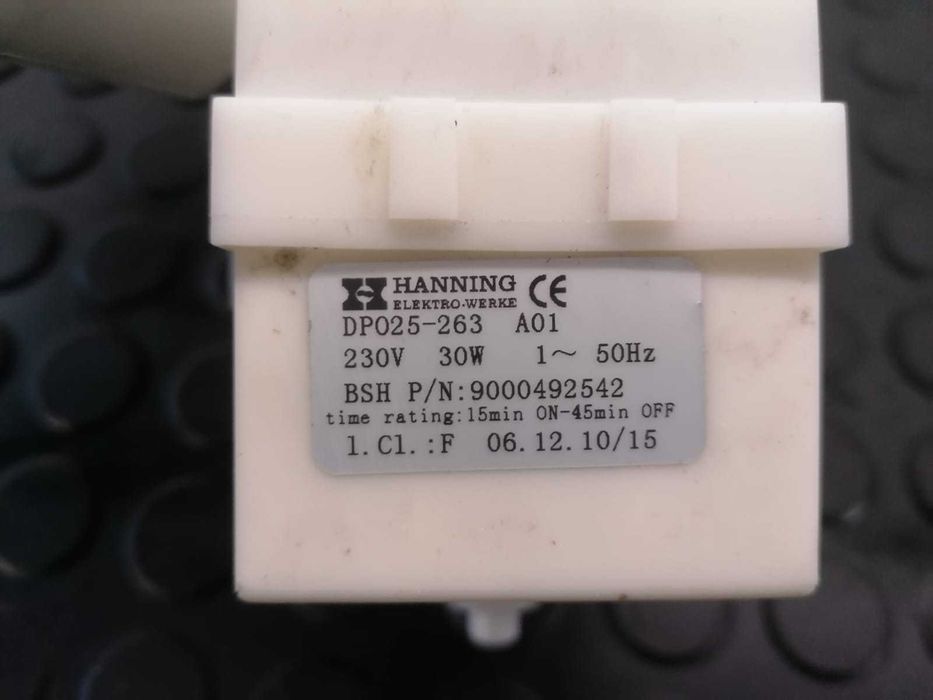 HANNING
ELEKTRO-WERKE CE
DP025-263 A01
230V 30W 1~ 50Hz
BSH P/N:9000492542
time rating:15min ON-45min OFF
l.Cl.:F 06.12.10/15